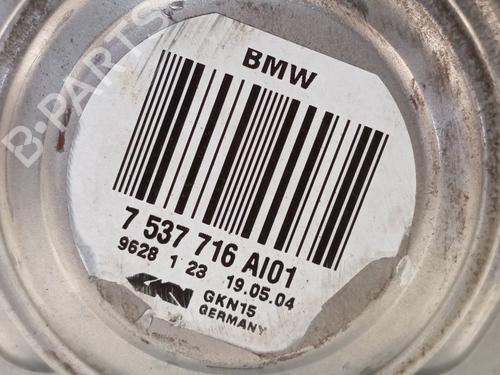 BMW
7 537 716 AI01
9628 1 23 19.05.04
GKN GKN15
GERMANY
B-PARTS